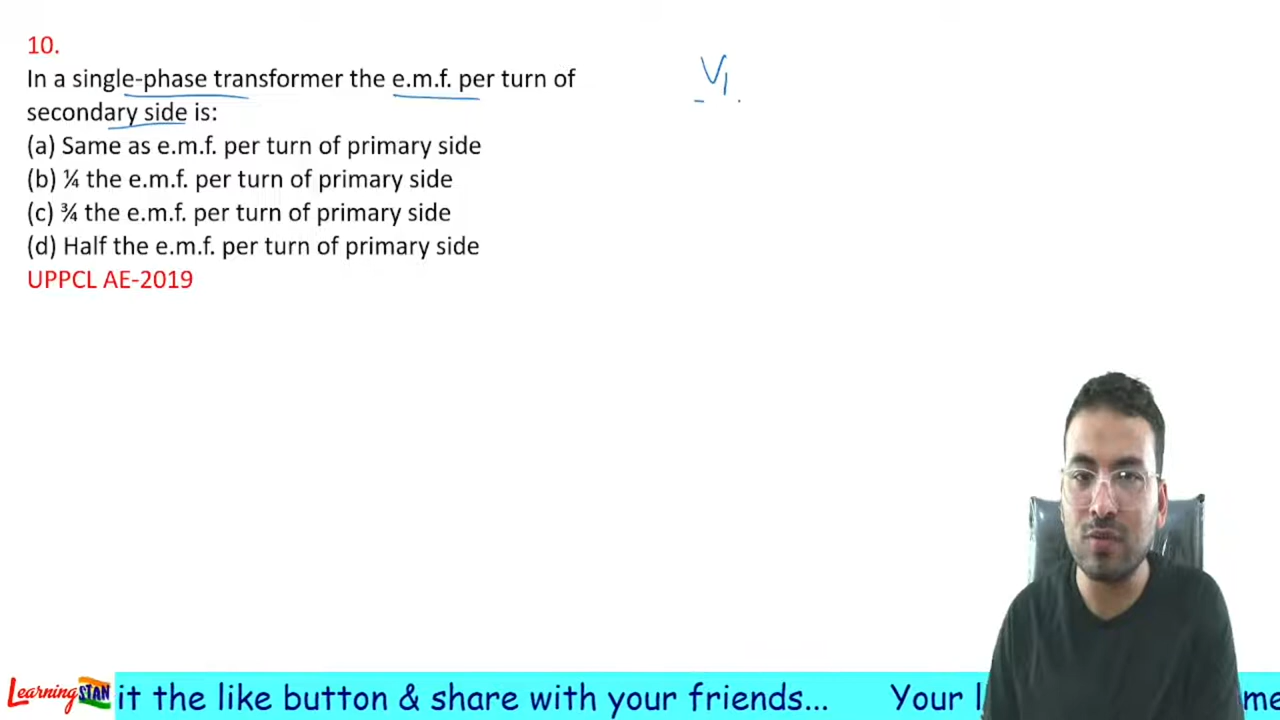 10.
In a single-phase transformer the e.m.f. per turn of
secondary side is:
(a) Same as e.m.f. per turn of primary side
(b) ¼ the e.m.f. per turn of primary side
(c) ¾ the e.m.f. per turn of primary side
(d) Half the e.m.f. per turn of primary side
UPPCL AE-2019
V1
Learning STAN
it the like button & share with your friends... Your